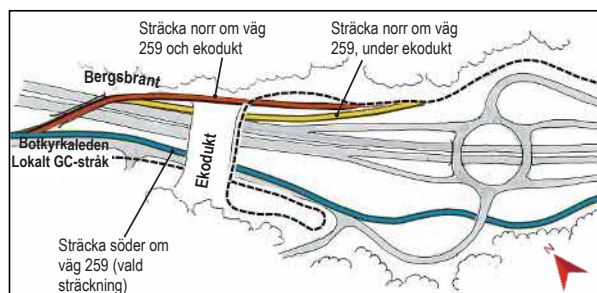 Sträcka norr om väg
259 och ekodukt
Sträcka norr om väg
259, under ekodukt
Bergsbrant
Botkyrkaleden
Lokalt GC-stråk
Ekodukt
Sträcka söder om
väg 259 (vald
sträckning)